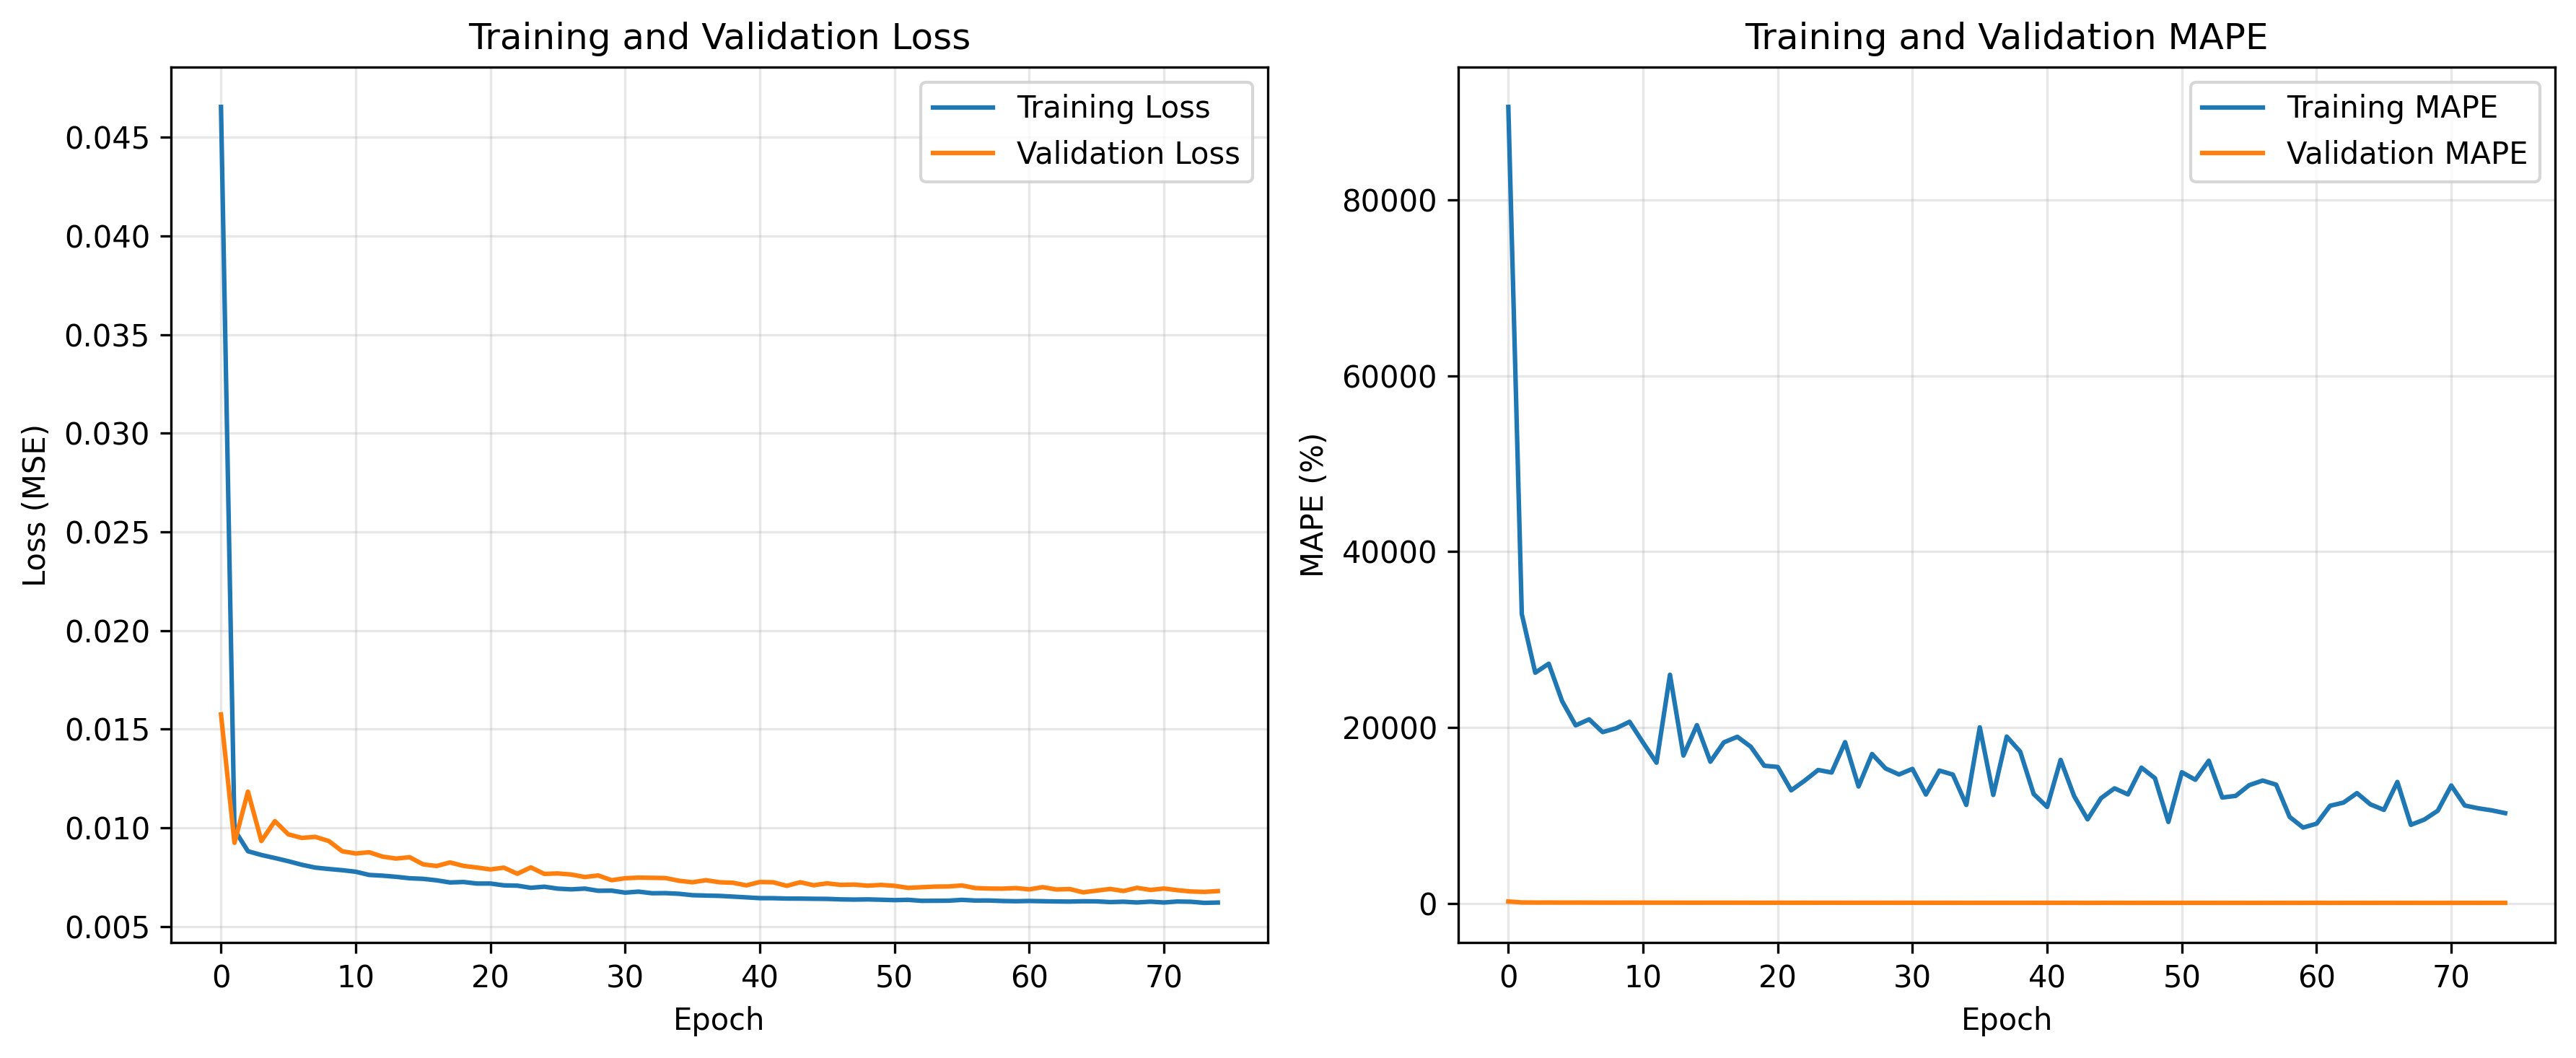 Training and Validation Loss
Training Loss
Validation Loss
0.045
0.040
0.035
0.030
0.025
0.020
0.015
0.010
0.005
Loss (MSE)
0 10 20 30 40 50 60 70
Epoch
Training and Validation MAPE
Training MAPE
Validation MAPE
80000
60000
40000
20000
0
MAPE (%)
0 10 20 30 40 50 60 70
Epoch